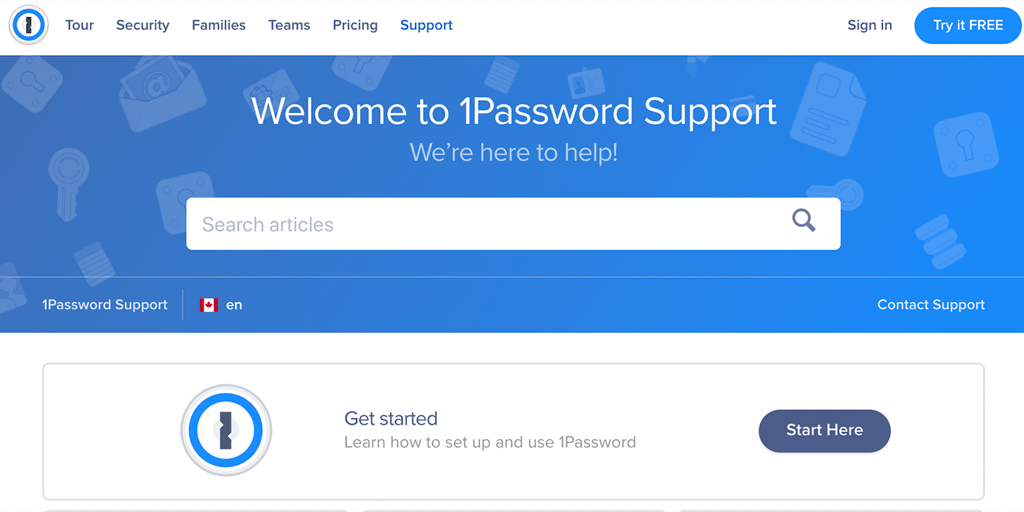 Tour Security Families Teams Pricing Support Sign in Try it FREE
Welcome to 1Password Support
We're here to help!
Search articles
1Password Support en Contact Support
Get started
Learn how to set up and use 1Password
Start Here